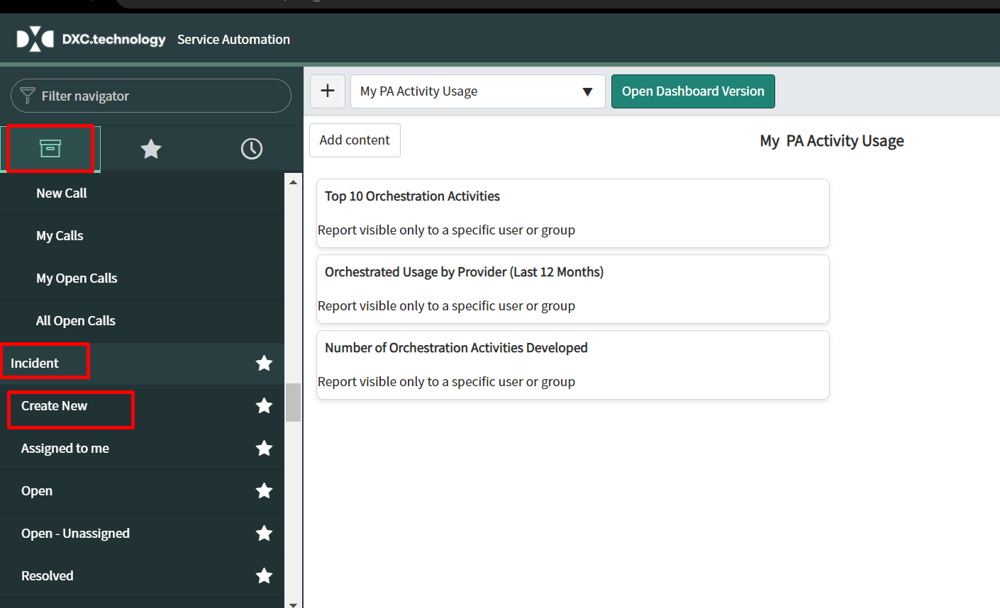 DXC.technology Service Automation
Filter navigator
New Call
My Calls
My Open Calls
All Open Calls
Incident
Create New
Assigned to me
Open
Open - Unassigned
Resolved
+ My PA Activity Usage ▼ Open Dashboard Version
Add content
My PA Activity Usage
Top 10 Orchestration Activities
Report visible only to a specific user or group
Orchestrated Usage by Provider (Last 12 Months)
Report visible only to a specific user or group
Number of Orchestration Activities Developed
Report visible only to a specific user or group